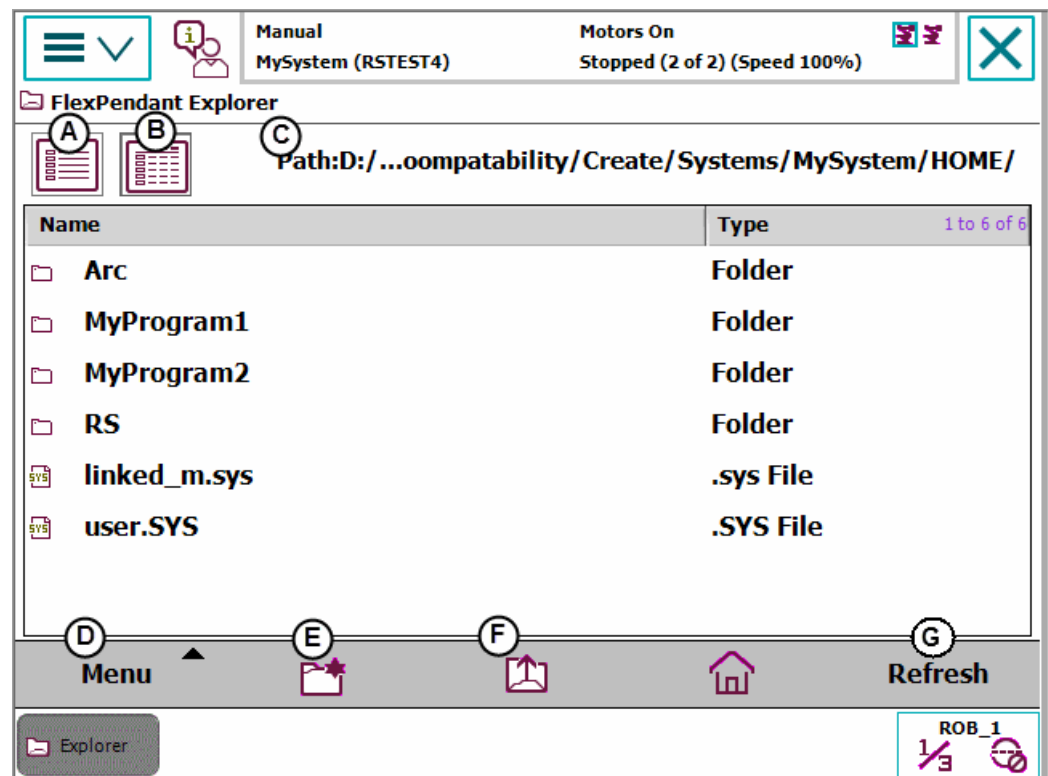 Manual
MySystem (RSTEST4)
Motors On
Stopped (2 of 2) (Speed 100%)
FlexPendant Explorer
A
B
C
Path:D:/...oompatability/Create/Systems/MySystem/HOME/
Name Type 1 to 6 of 6
Arc Folder
MyProgram1 Folder
MyProgram2 Folder
RS Folder
SYS linked_m.sys .sys File
SYS user.SYS .SYS File
D
E
F
G
Menu Refresh
Explorer
ROB_1
1/3